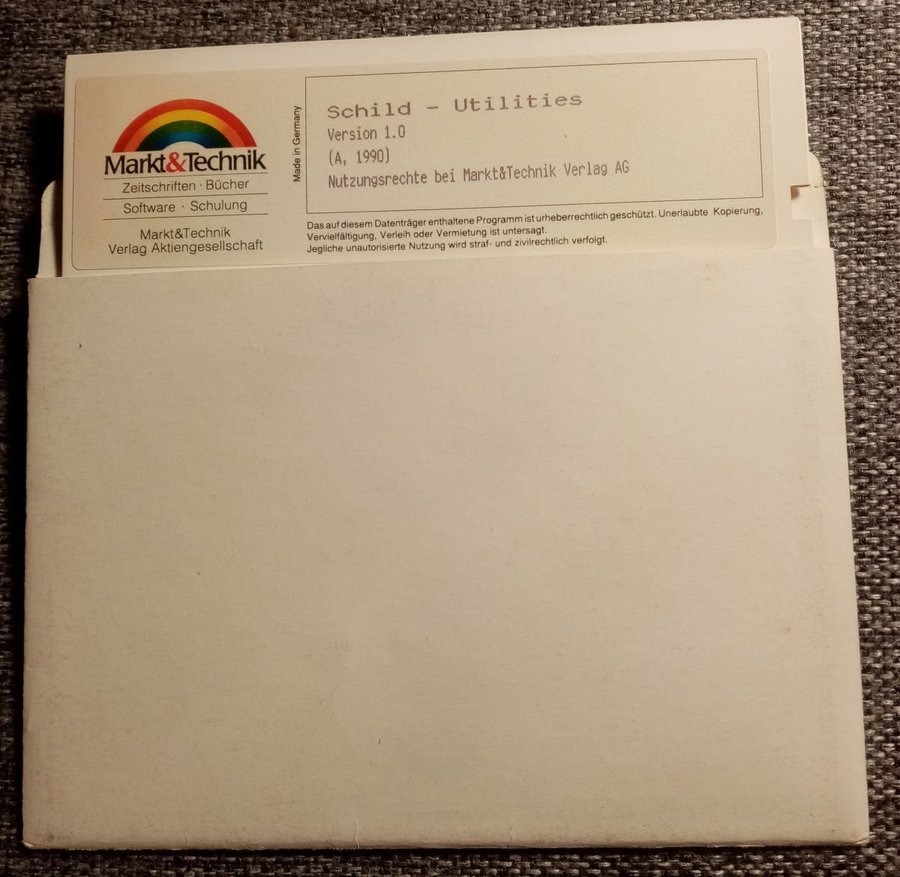 Markt&Technik
Zeitschriften · Bücher
Software · Schulung
Markt&Technik
Verlag Aktiengesellschaft
Made in Germany
Schild - Utilities
Version 1.0
(A, 1990)
Nutzungsrechte bei Markt&Technik Verlag AG
Das auf diesem Datenträger enthaltene Programm ist urheberrechtlich geschützt. Unerlaubte Kopierung,
Vervielfältigung, Verleih oder Vermietung ist untersagt.
Jegliche unautorisierte Nutzung wird straf- und zivilrechtlich verfolgt.